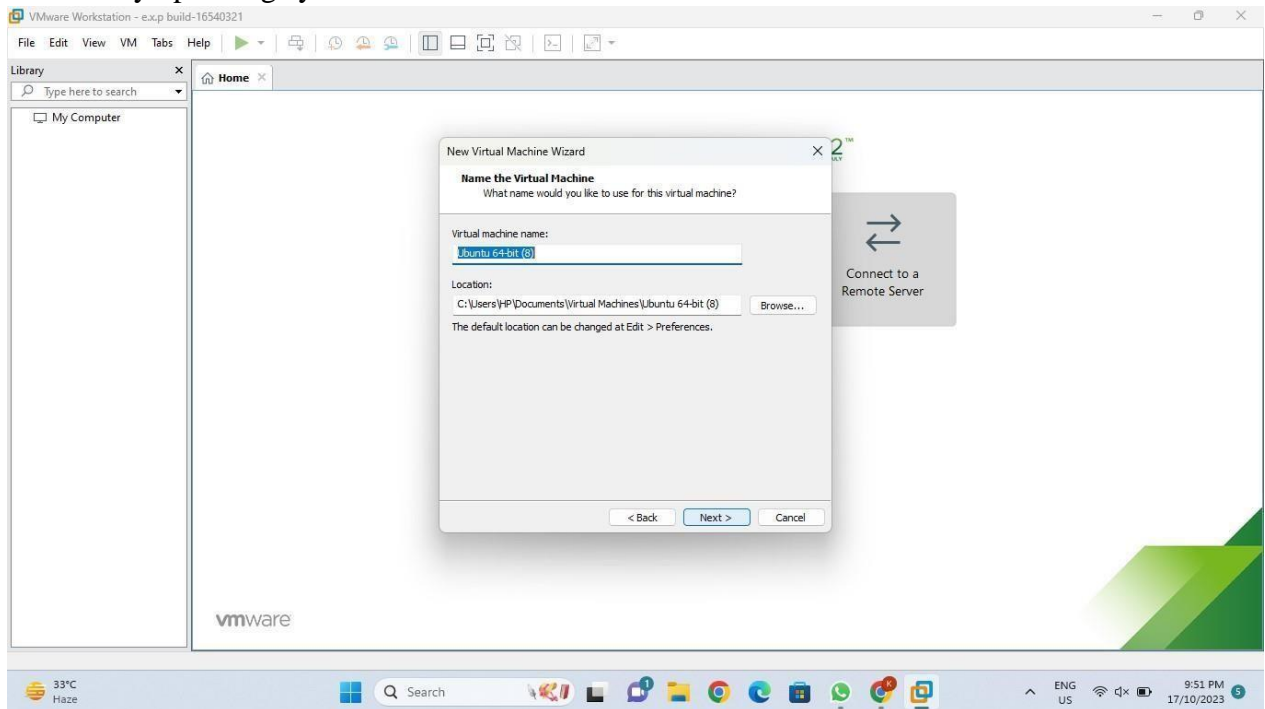 VMware Workstation - e.x.p build-16540321
File Edit View VM Tabs Help
Library
Home
Type here to search
My Computer
New Virtual Machine Wizard
2™
Name the Virtual Machine
What name would you like to use for this virtual machine?
Virtual machine name:
Ubuntu 64-bit (8)
Location:
C:\Users\HP\Documents\Virtual Machines\Ubuntu 64-bit (8)
Browse...
The default location can be changed at Edit > Preferences.
Connect to a
Remote Server
< Back Next > Cancel
vmware
33°C
Haze
Search
1
K
ENG
US
9:51 PM
17/10/2023
5